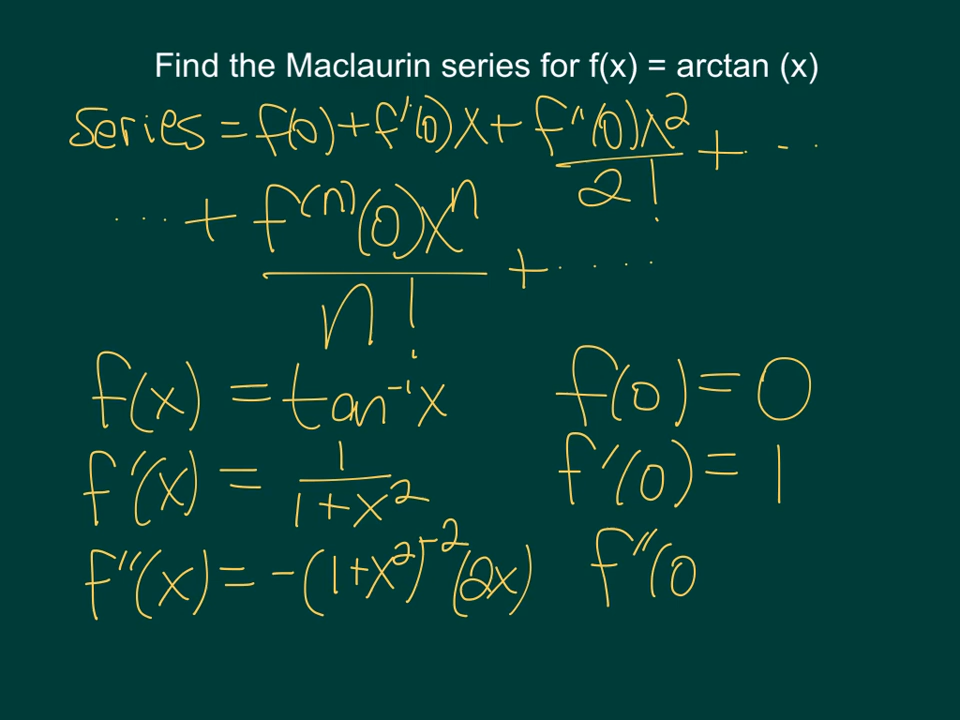 Find the Maclaurin series for f(x) = arctan (x)
series = f(0) + f'(0)x + f''(0)x^2/2! + ...
... + f^(n)(0)x^n/n! + ....
f(x) = tan^-1 x f(0) = 0
f'(x) = 1/(1+x^2) f'(0) = 1
f''(x) = -(1+x^2)^-2(2x) f''(0